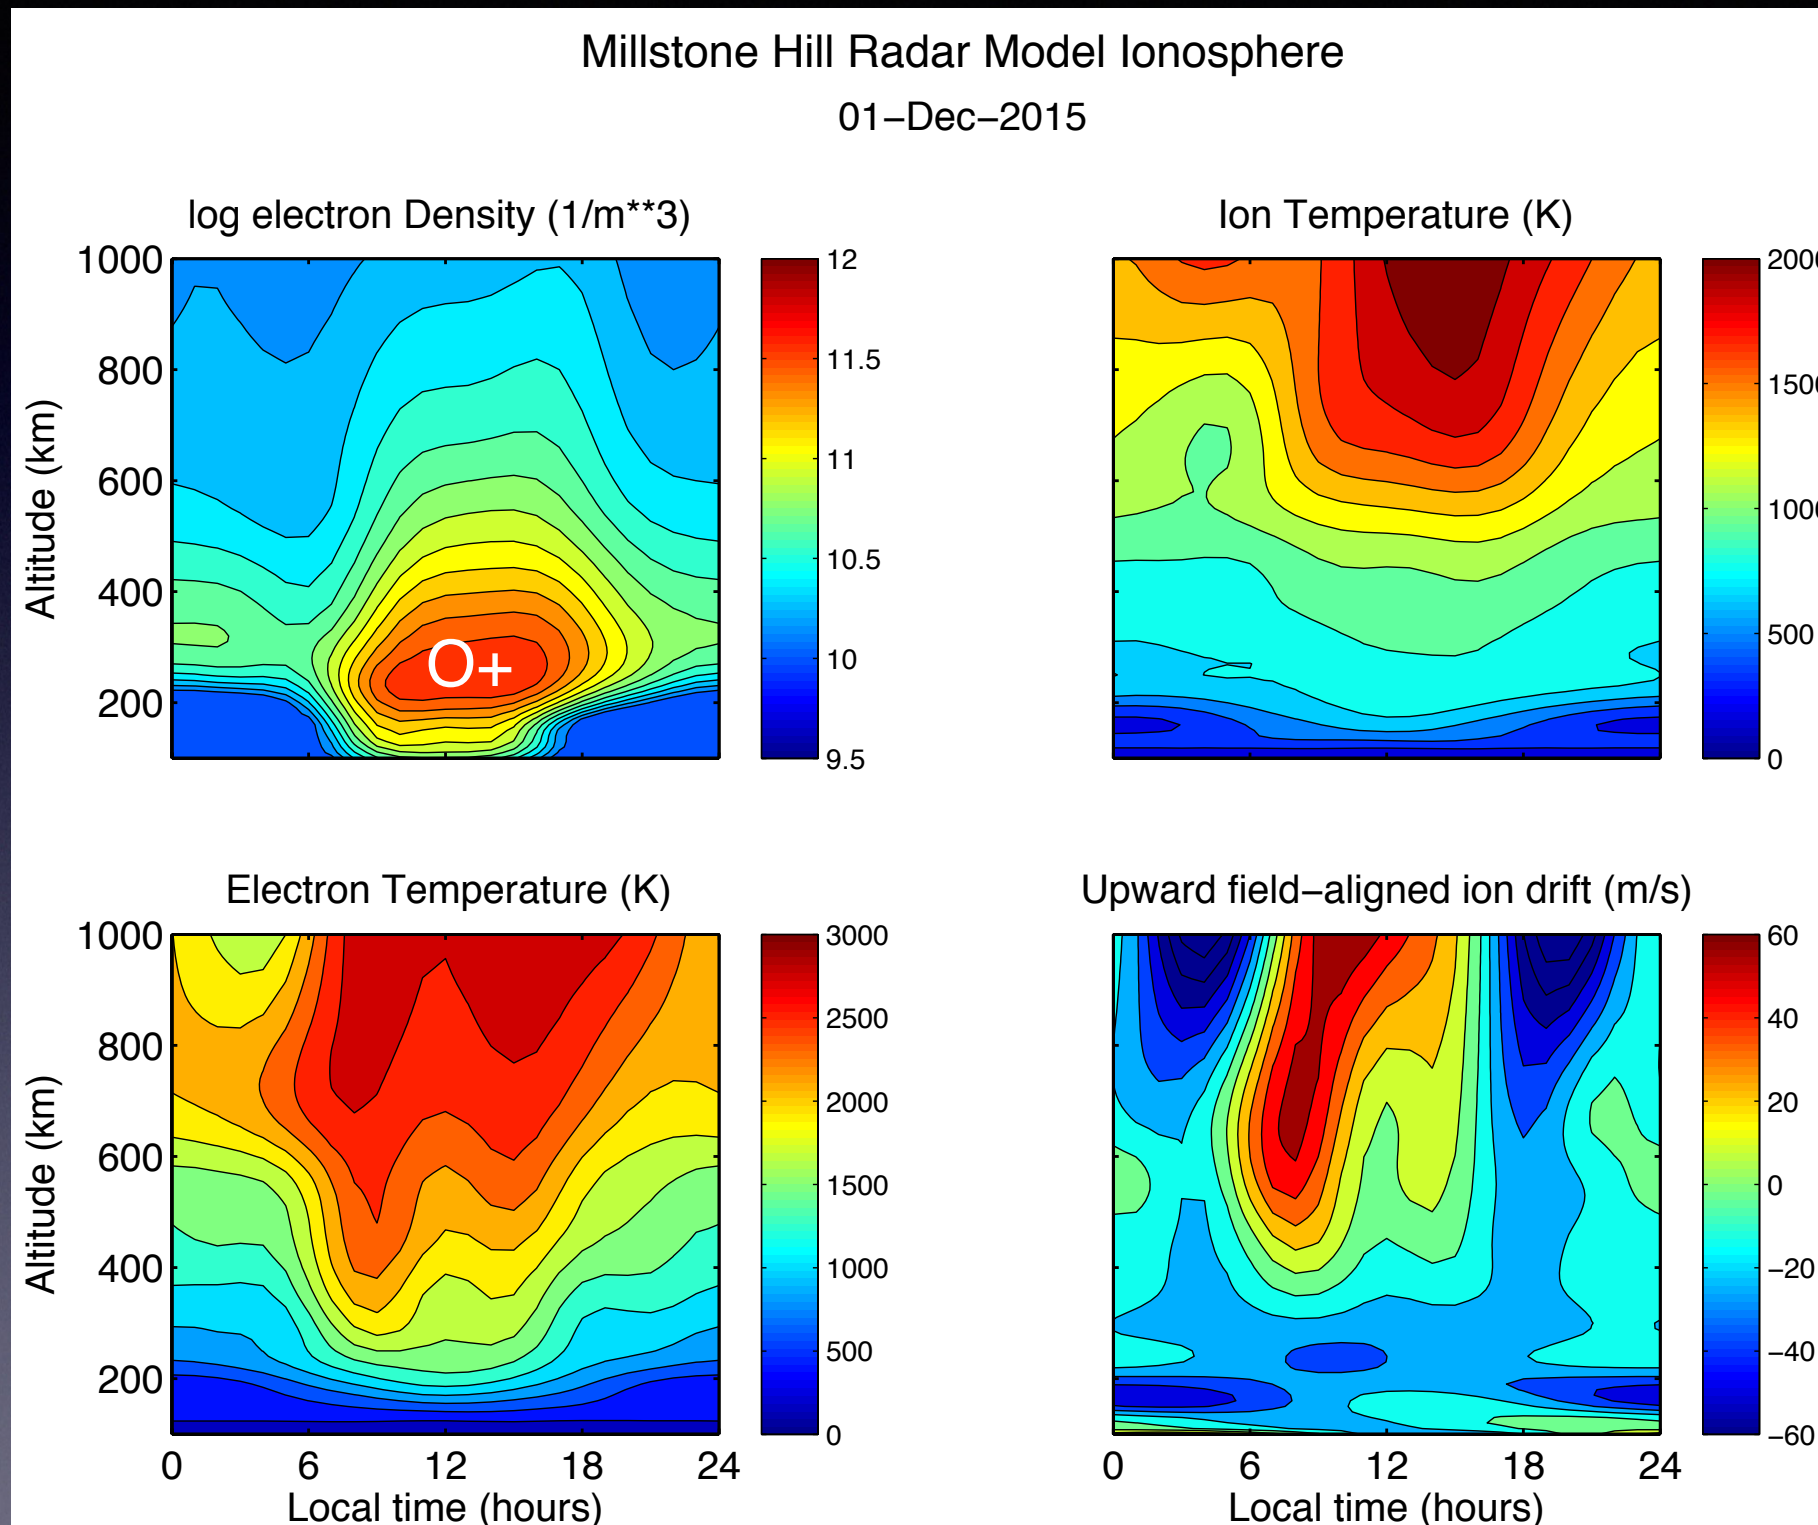 Millstone Hill Radar Model Ionosphere
01−Dec−2015
log electron Density (1/m**3)
1000
800
600
400
200
Altitude (km)
O+
12
11.5
11
10.5
10
9.5
Ion Temperature (K)
200
150
100
500
0
Electron Temperature (K)
1000
800
600
400
200
Altitude (km)
0 6 12 18 24
Local time (hours)
3000
2500
2000
1500
1000
500
0
Upward field−aligned ion drift (m/s)
0 6 12 18 24
Local time (hours)
60
40
20
0
−20
−40
−60